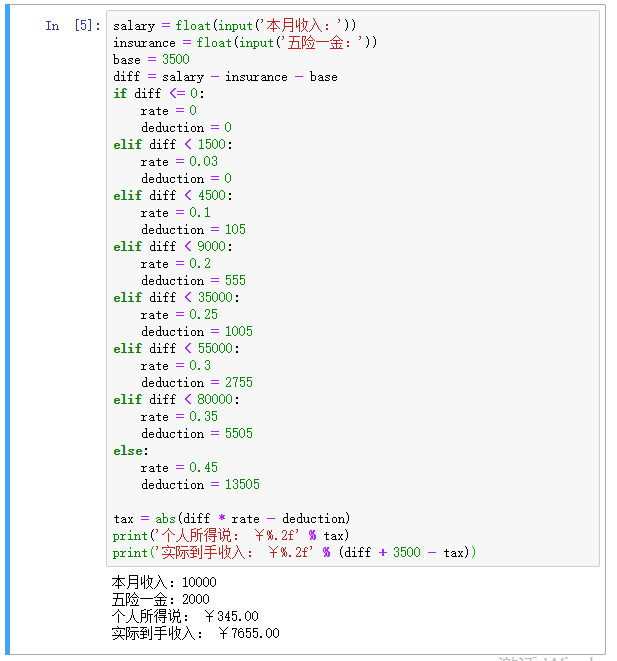 In [5]: salary = float(input('本月收入: '))
insurance = float(input('五险一金: '))
base = 3500
diff = salary - insurance - base
if diff <= 0:
    rate = 0
    deduction = 0
elif diff < 1500:
    rate = 0.03
    deduction = 0
elif diff < 4500:
    rate = 0.1
    deduction = 105
elif diff < 9000:
    rate = 0.2
    deduction = 555
elif diff < 35000:
    rate = 0.25
    deduction = 1005
elif diff < 55000:
    rate = 0.3
    deduction = 2755
elif diff < 80000:
    rate = 0.35
    deduction = 5505
else:
    rate = 0.45
    deduction = 13505
tax = abs(diff * rate - deduction)
print('个人所得说: ￥%.2f' % tax)
print('实际到手收入: ￥%.2f' % (diff + 3500 - tax))
本月收入: 10000
五险一金: 2000
个人所得说: ￥345.00
实际到手收入: ￥7655.00